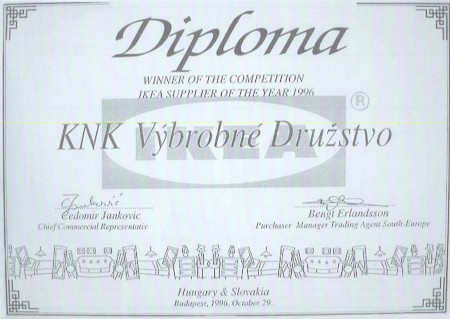 Diploma
WINNER OF THE COMPETITION
IKEA SUPPLIER OF THE YEAR 1996
IKEA ®
KNK Výbrobné Družstvo
Čedomir Jankovic
Chief Commercial Representativ
Bengt Erlandsson
Purchaser Manager Trading Agent South-Europe
Hungary & Slovakia
Budapest, 1996. October 29.